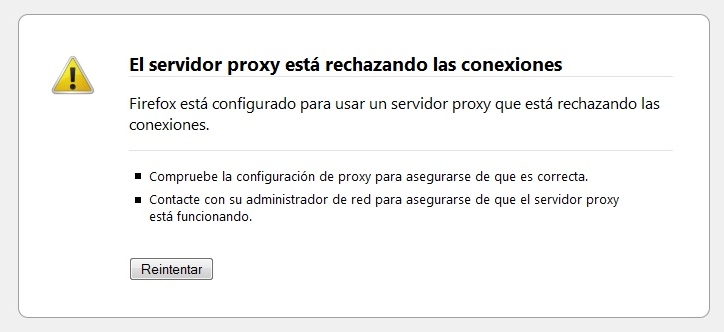 El servidor proxy está rechazando las conexiones
Firefox está configurado para usar un servidor proxy que está rechazando las
conexiones.
Compruebe la configuración de proxy para asegurarse de que es correcta.
Contacte con su administrador de red para asegurarse de que el servidor proxy
está funcionando.
Reintentar